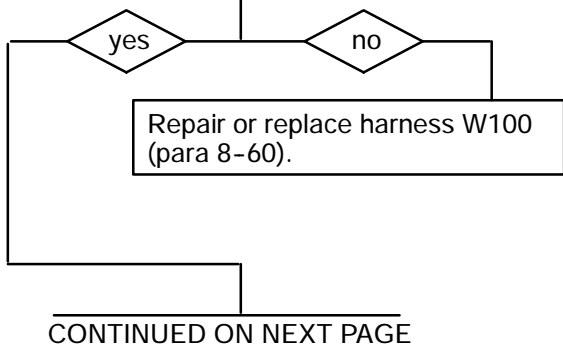 yes
no
Repair or replace harness W100
(para 8-60).
CONTINUED ON NEXT PAGE